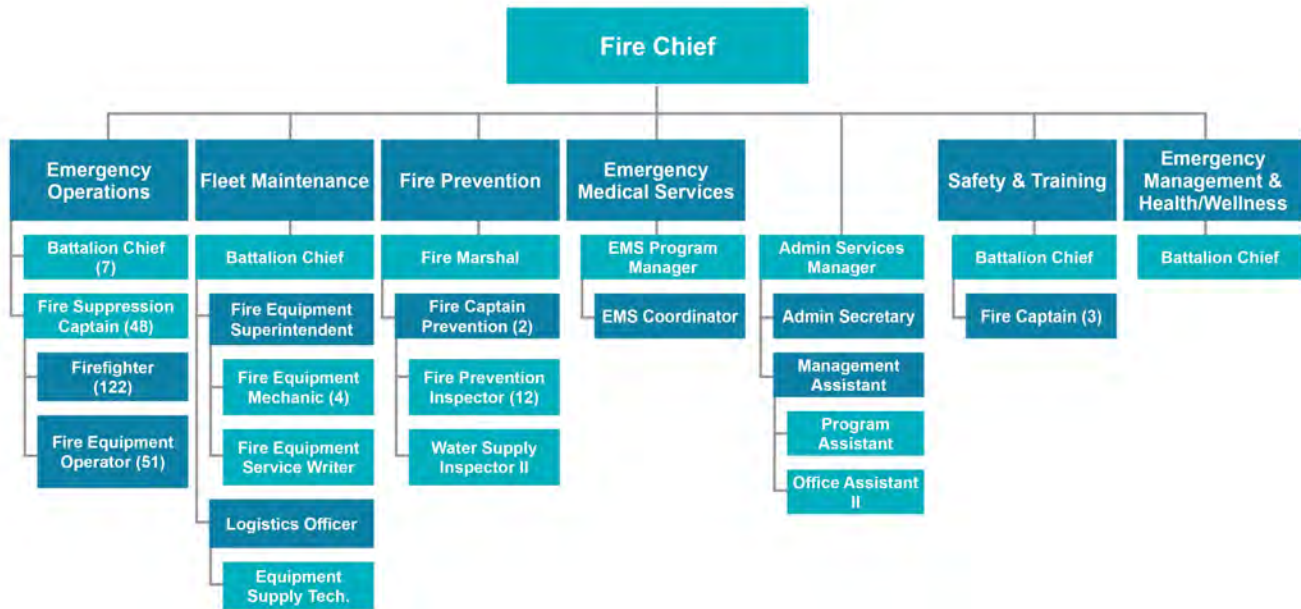 Fire Chief
Emergency
Operations
Battalion Chief
(7)
Fire Suppression
Captain (48)
Firefighter
(122)
Fire Equipment
Operator (51)
Fleet Maintenance
Battalion Chief
Fire Equipment
Superintendent
Fire Equipment
Mechanic (4)
Fire Equipment
Service Writer
Logistics Officer
Equipment
Supply Tech.
Fire Prevention
Fire Marshal
Fire Captain
Prevention (2)
Fire Prevention
Inspector (12)
Water Supply
Inspector II
Emergency
Medical Services
EMS Program
Manager
EMS Coordinator
Admin Services
Manager
Admin Secretary
Management
Assistant
Program
Assistant
Office Assistant
II
Safety & Training
Battalion Chief
Fire Captain (3)
Emergency
Management &
Health/Wellness
Battalion Chief